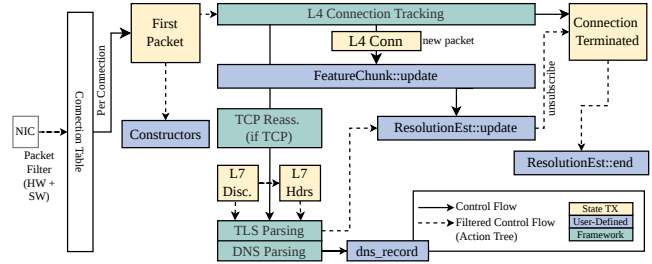 L4 Connection Tracking
First
Packet
Connection
Terminated
L4 Conn
new packet
Per Connection
FeatureChunk::update
unsubscribe
Connection Table
NIC
Constructors
TCP Reass.
(if TCP)
ResolutionEst::update
Packet
Filter
(HW +
SW)
L7
Disc.
L7
Hdrs
ResolutionEst::end
TLS Parsing
DNS Parsing
dns_record
Control Flow
Filtered Control Flow
(Action Tree)
State TX
User-Defined
Framework